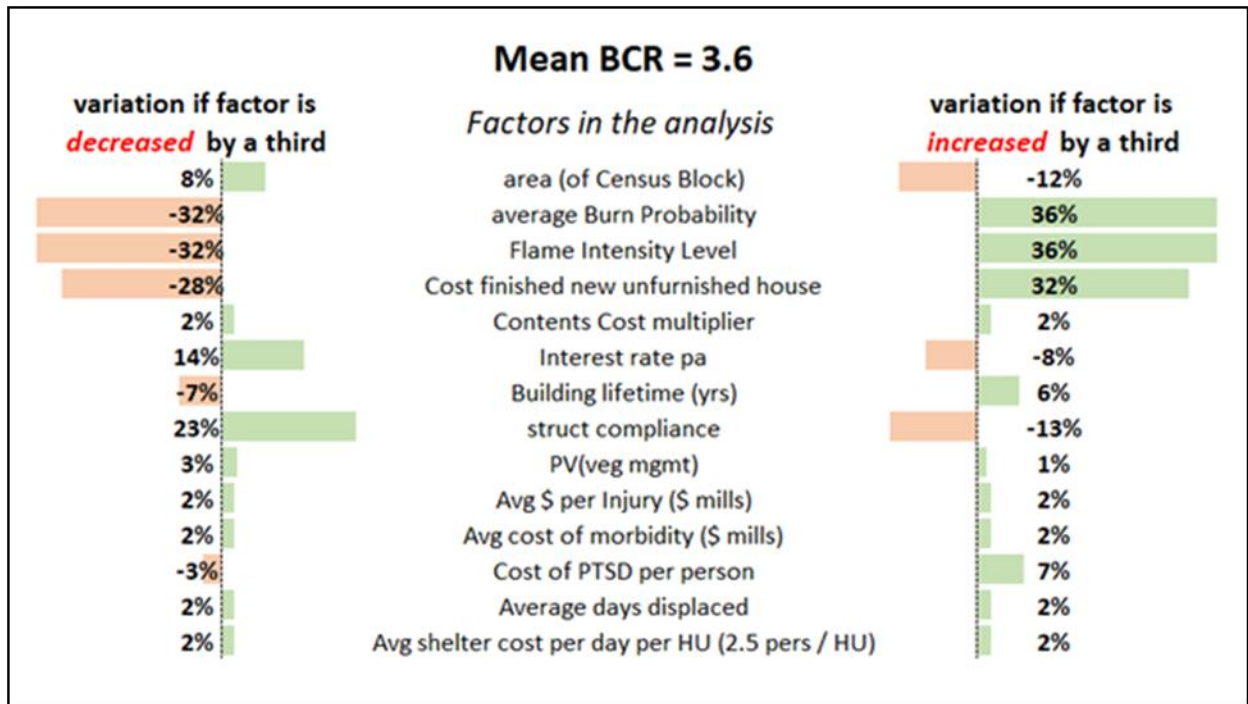 Mean BCR = 3.6
variation if factor is
decreased by a third
Factors in the analysis
variation if factor is
increased by a third
8% area (of Census Block) -12%
-32% average Burn Probability 36%
-32% Flame Intensity Level 36%
-28% Cost finished new unfurnished house 32%
2% Contents Cost multiplier 2%
14% Interest rate pa -8%
-7% Building lifetime (yrs) 6%
23% struct compliance -13%
3% PV(veg mgmt) 1%
2% Avg $ per Injury ($ mills) 2%
2% Avg cost of morbidity ($ mills) 2%
-3% Cost of PTSD per person 7%
2% Average days displaced 2%
2% Avg shelter cost per day per HU (2.5 pers / HU) 2%